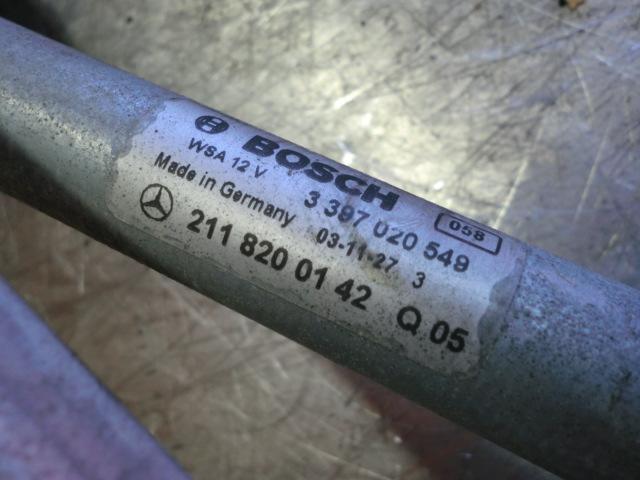 BOSCH
WSA 12 V 3 397 020 549 058
Made in Germany 03-11-27 3
211 820 01 42 Q 05